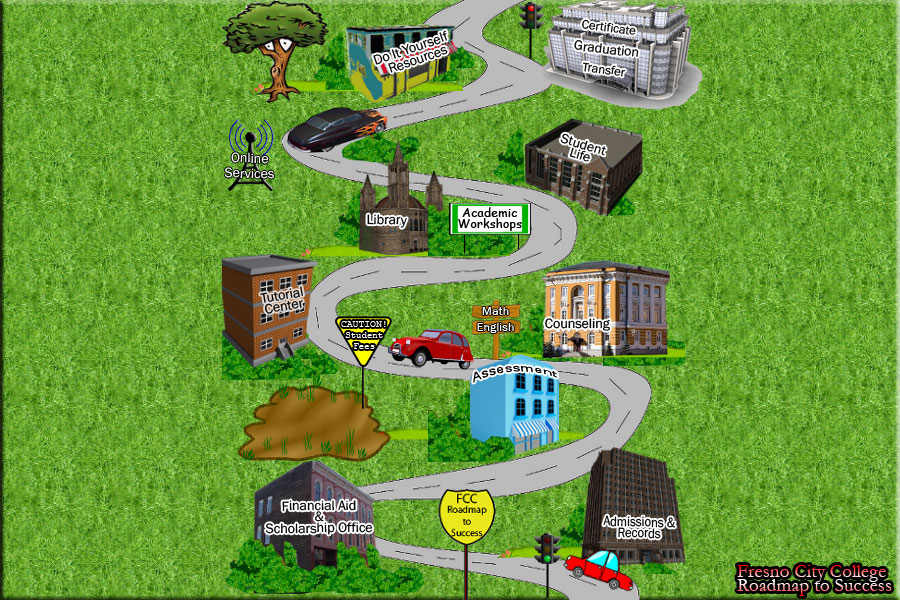 Do It Yourself
Resources
Certificate
Graduation
Transfer
Online
Services
Student
Life
Library
Academic
Workshops
Tutorial
Center
CAUTION!
Student
Fees
Math
English
Counseling
Assessment
Financial Aid
&
Scholarship Office
FCC
Roadmap
to
Success
Admissions &
Records
Fresno City College
Roadmap to Success